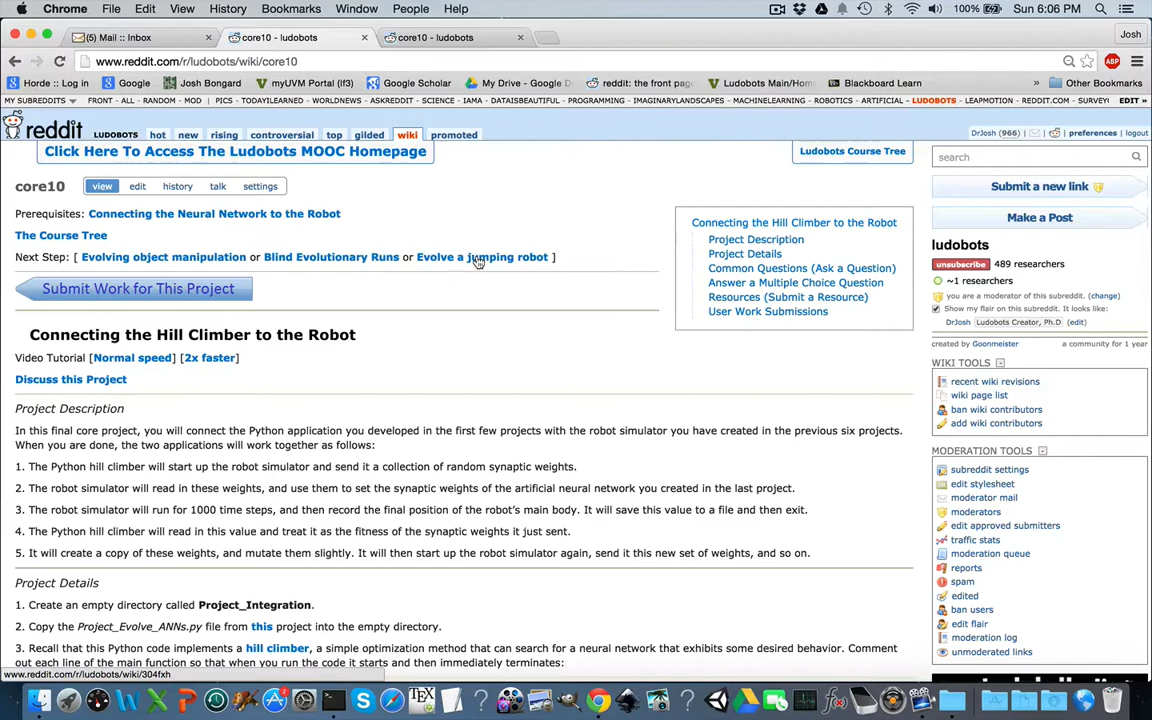 Chrome File Edit View History Bookmarks Window People Help 100% Sun 6:06 PM
(5) Mail :: Inbox × core10 - ludobots × core10 - ludobots × Josh
www.reddit.com/r/ludobots/wiki/core10 ABP
Horde :: Log in Google Josh Bongard myUVM Portal (lf3) Google Scholar My Drive - Google D reddit: the front pag Ludobots Main/Hom Blackboard Learn » Other Bookmarks
MY SUBREDDITS FRONT - ALL - RANDOM - MOD | PICS - TODAYILEARNED - WORLDNEWS - ASKREDDIT - SCIENCE - IAMA - DATAISBEAUTIFUL - PROGRAMMING - IMAGINARYLANDSCAPES - MACHINELEARNING - ROBOTICS - ARTIFICIAL - LUDOBOTS - LEAPMOTION - REDDIT.COM - SURVEY EDIT »
reddit LUDOBOTS hot new rising controversial top gilded wiki promoted DrJosh (966) | preferences | logout
Click Here To Access The Ludobots MOOC Homepage Ludobots Course Tree
core10 view edit history talk settings
Prerequisites: Connecting the Neural Network to the Robot
The Course Tree
Next Step: [ Evolving object manipulation or Blind Evolutionary Runs or Evolve a jumping robot ]
Submit Work for This Project
Connecting the Hill Climber to the Robot
Project Description
Project Details
Common Questions (Ask a Question)
Answer a Multiple Choice Question
Resources (Submit a Resource)
User Work Submissions
Connecting the Hill Climber to the Robot
Video Tutorial [Normal speed] [2x faster]
Discuss this Project
Project Description
In this final core project, you will connect the Python application you developed in the first few projects with the robot simulator you have created in the previous six projects.
When you are done, the two applications will work together as follows:
1. The Python hill climber will start up the robot simulator and send it a collection of random synaptic weights.
2. The robot simulator will read in these weights, and use them to set the synaptic weights of the artificial neural network you created in the last project.
3. The robot simulator will run for 1000 time steps, and then record the final position of the robot's main body. It will save this value to a file and then exit.
4. The Python hill climber will read in this value and treat it as the fitness of the synaptic weights it just sent.
5. It will create a copy of these weights, and mutate them slightly. It will then start up the robot simulator again, send it this new set of weights, and so on.
Project Details
1. Create an empty directory called Project_Integration.
2. Copy the Project_Evolve_ANNs.py file from this project into the empty directory.
3. Recall that this Python code implements a hill climber, a simple optimization method that can search for a neural network that exhibits some desired behavior. Comment
out each line of the main function so that when you run the code it starts and then immediately terminates:
www.reddit.com/r/ludobots/wiki/304fxh
search
Submit a new link
Make a Post
ludobots
unsubscribe 489 researchers
~1 researchers
you are a moderator of this subreddit. (change)
Show my flair on this subreddit. It looks like:
DrJosh Ludobots Creator, Ph.D (edit)
created by Goonmeister a community for 1 year
WIKI TOOLS
recent wiki revisions
wiki page list
ban wiki contributors
add wiki contributors
MODERATION TOOLS
subreddit settings
edit stylesheet
moderator mail
moderators
edit approved submitters
traffic stats
moderation queue
reports
spam
edited
ban users
edit flair
moderation log
unmoderated links